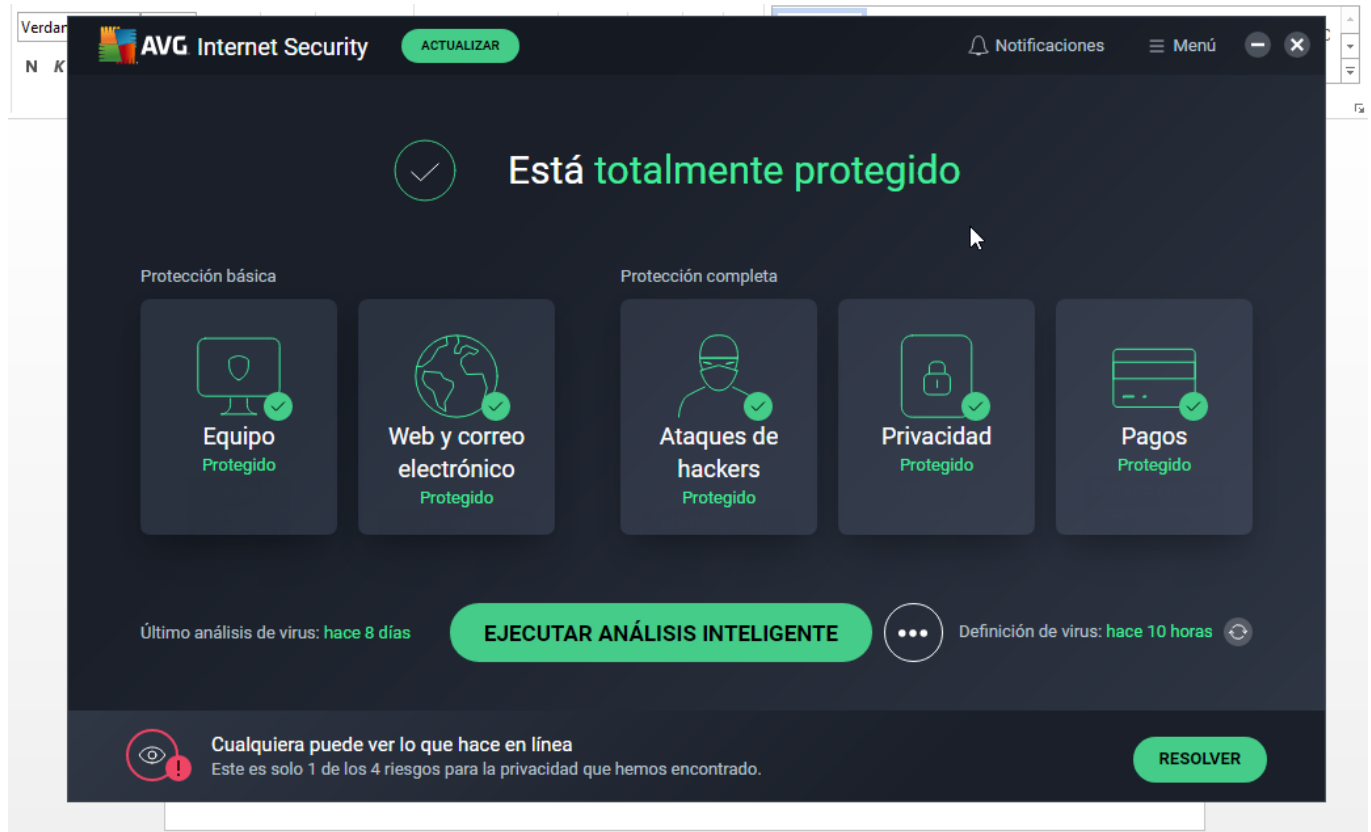 N K
AVG Internet Security
ACTUALIZAR
Notificaciones
Menú
Está totalmente protegido
Protección básica
Protección completa
Equipo
Protegido
Web y correo
electrónico
Protegido
Ataques de
hackers
Protegido
Privacidad
Protegido
Pagos
Protegido
Último análisis de virus: hace 8 días
EJECUTAR ANÁLISIS INTELIGENTE
Definición de virus: hace 10 horas
Cualquiera puede ver lo que hace en línea
Este es solo 1 de los 4 riesgos para la privacidad que hemos encontrado.
RESOLVER